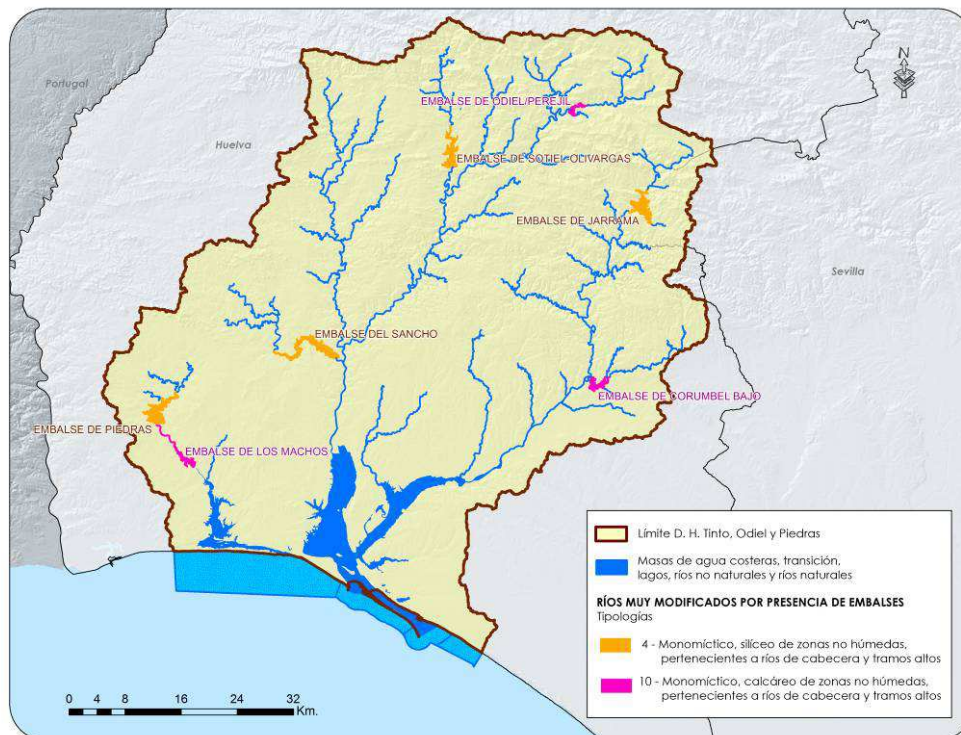 Portugal
N
EMBALSE DE ODIEL/PEREJIL
Huelva
EMBALSE DE SOTIEL-OLIVARGAS
EMBALSE DE JARRAMA
Sevilla
EMBALSE DEL SANCHO
EMBALSE DE CORUMBEL BAJO
EMBALSE DE PIEDRAS
EMBALSE DE LOS MACHOS
Límite D. H. Tinto, Odiel y Piedras
Masas de agua costeras, transición,
lagos, ríos no naturales y ríos naturales
RÍOS MUY MODIFICADOS POR PRESENCIA DE EMBALSES
Tipologías
4 - Monomíctico, silíceo de zonas no húmedas,
pertenecientes a ríos de cabecera y tramos altos
10 - Monomíctico, calcáreo de zonas no húmedas,
pertenecientes a ríos de cabecera y tramos altos
0 4 8 16 24 32
Km.